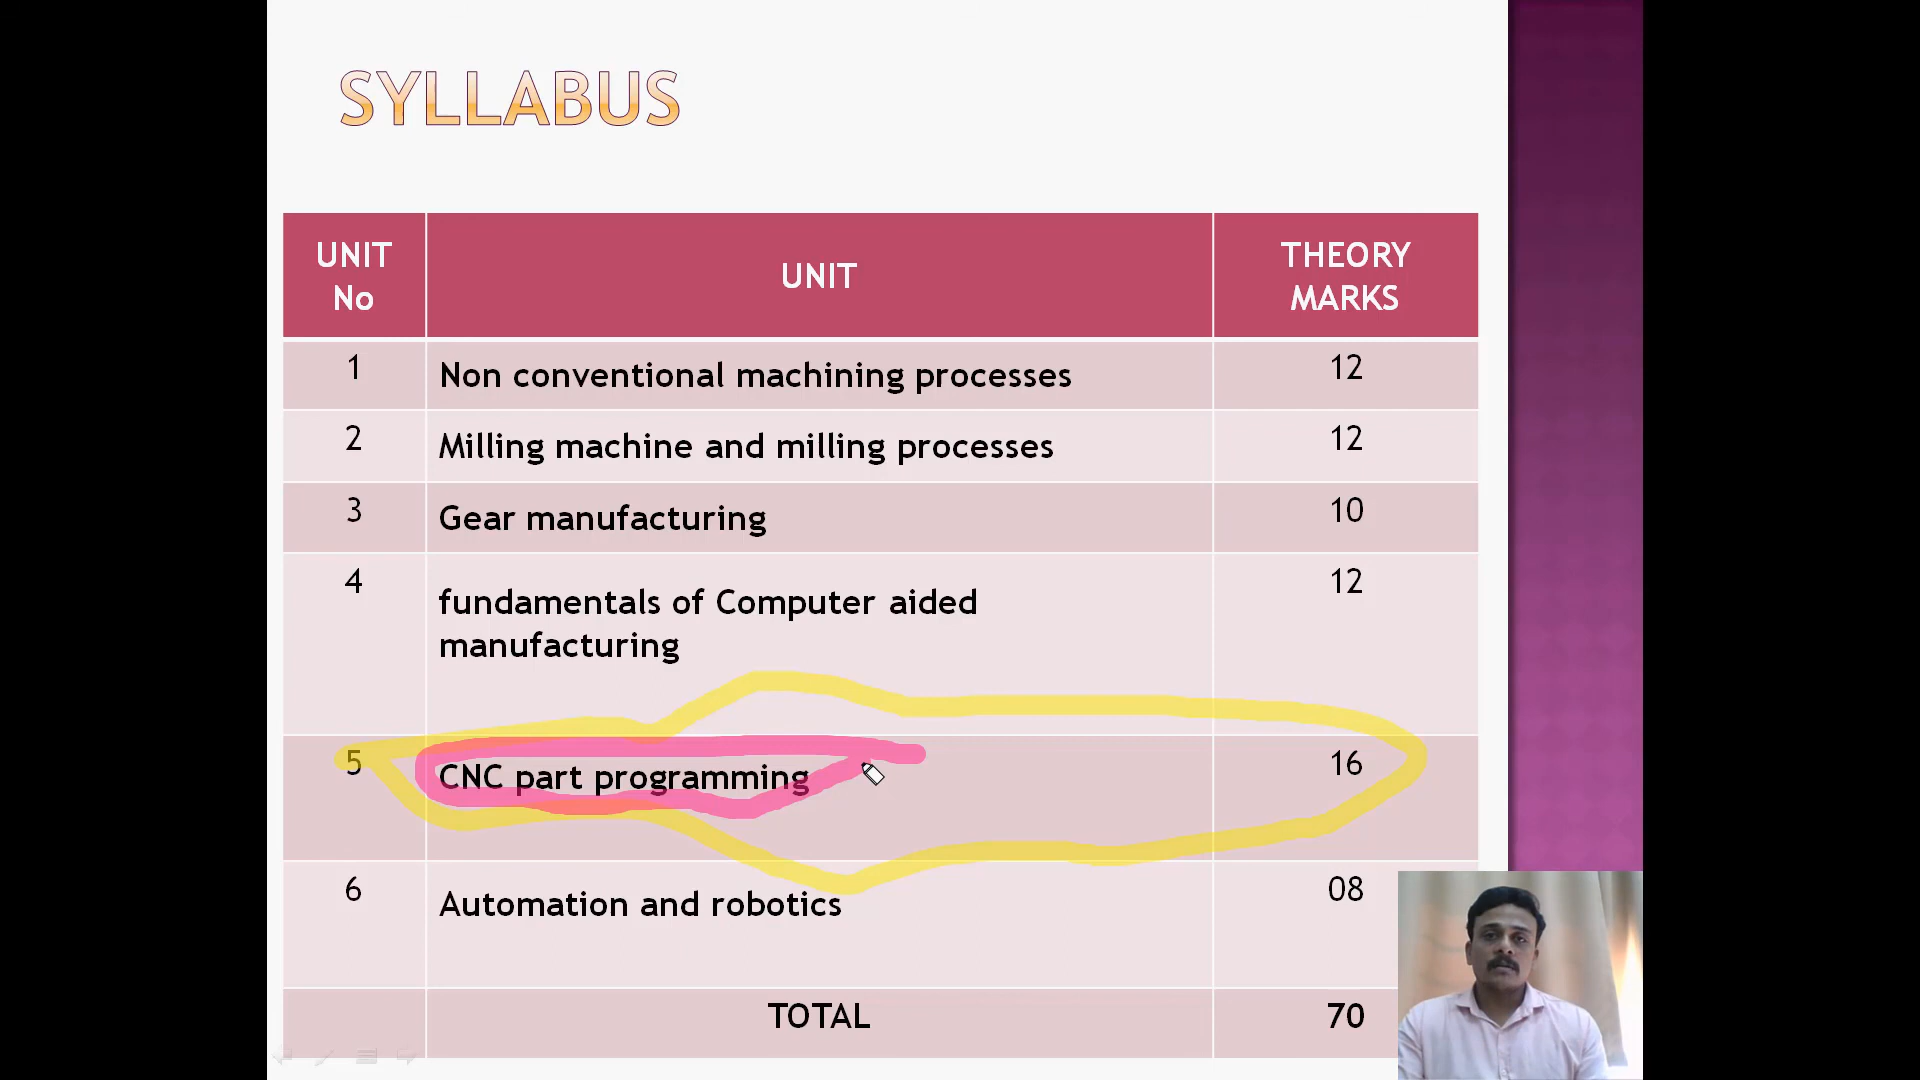 SYLLABUS
UNIT No UNIT THEORY MARKS
1 Non conventional machining processes 12
2 Milling machine and milling processes 12
3 Gear manufacturing 10
4 fundamentals of Computer aided manufacturing 12
5 CNC part programming 16
6 Automation and robotics 08
TOTAL 70